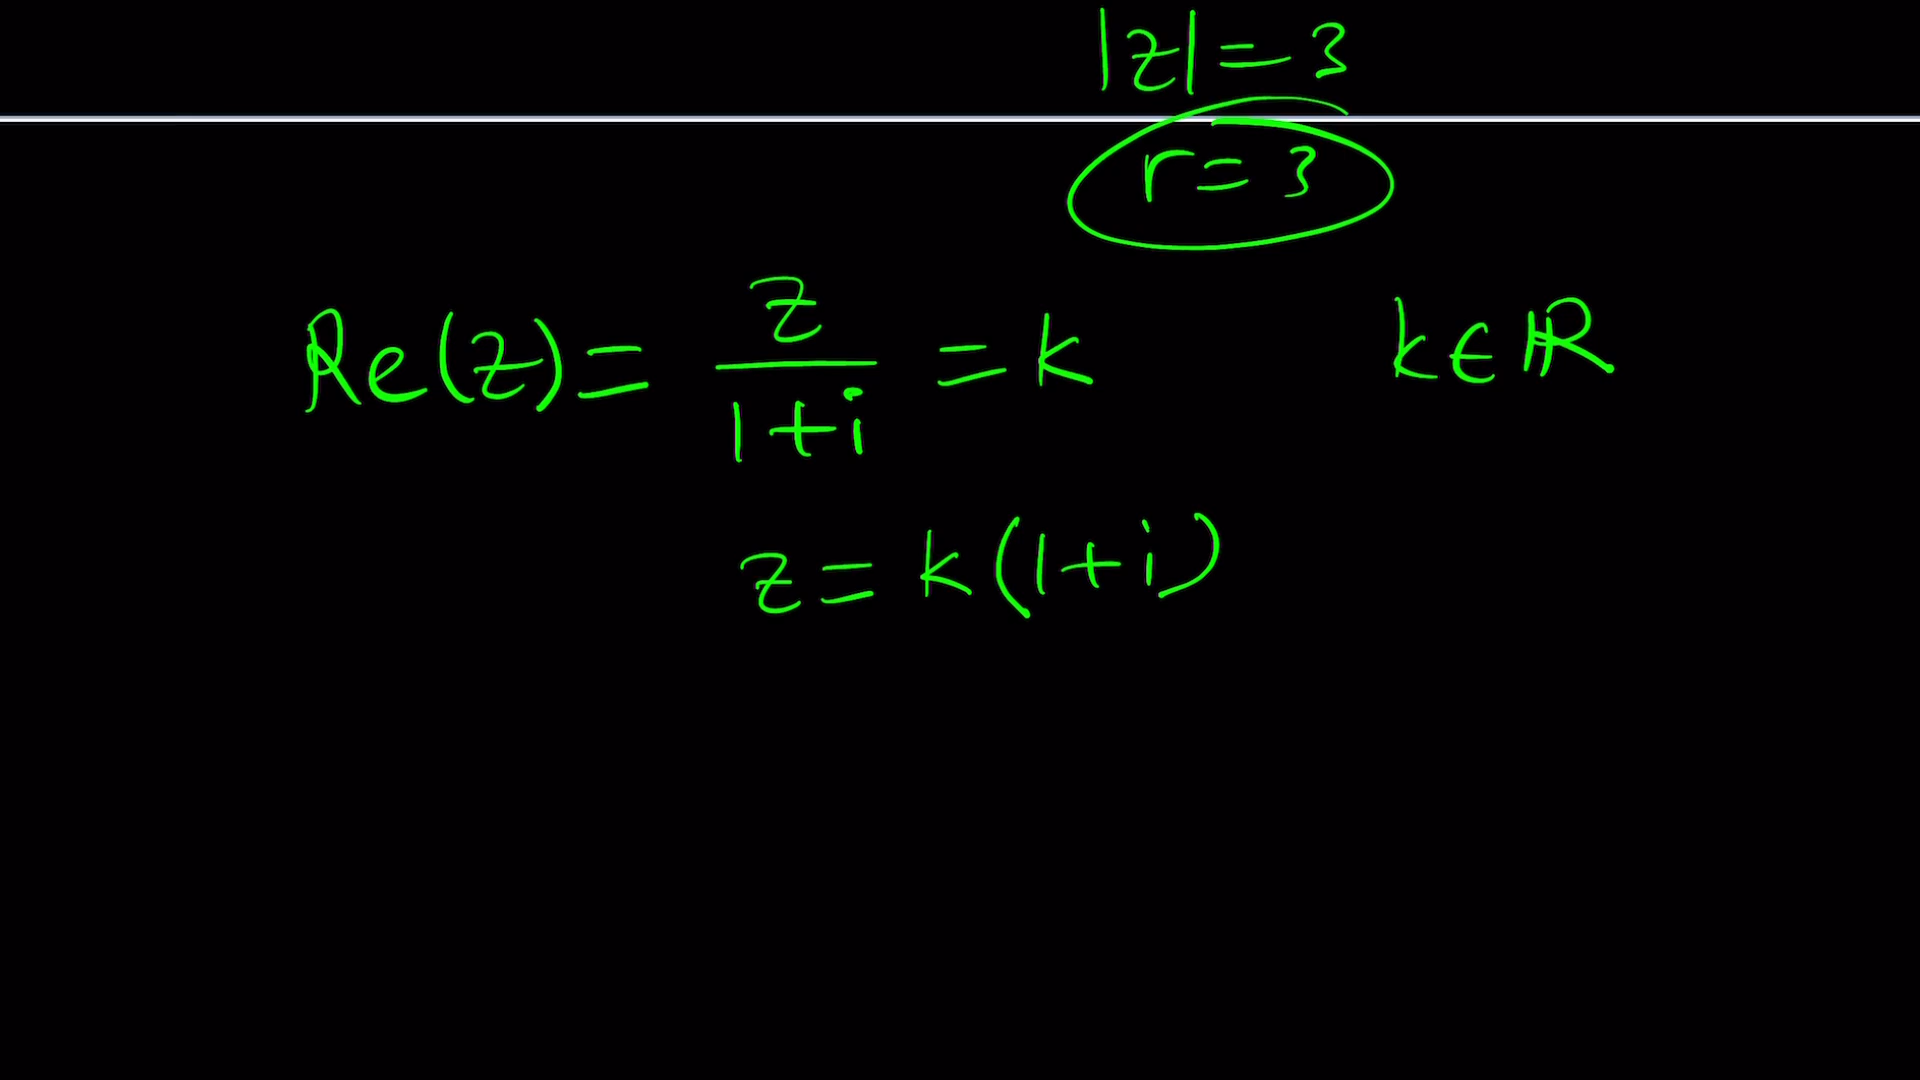 |z| = 3
r = 3
Re(z) = z/(1+i) = k k∈ℝ
z = k(1+i)